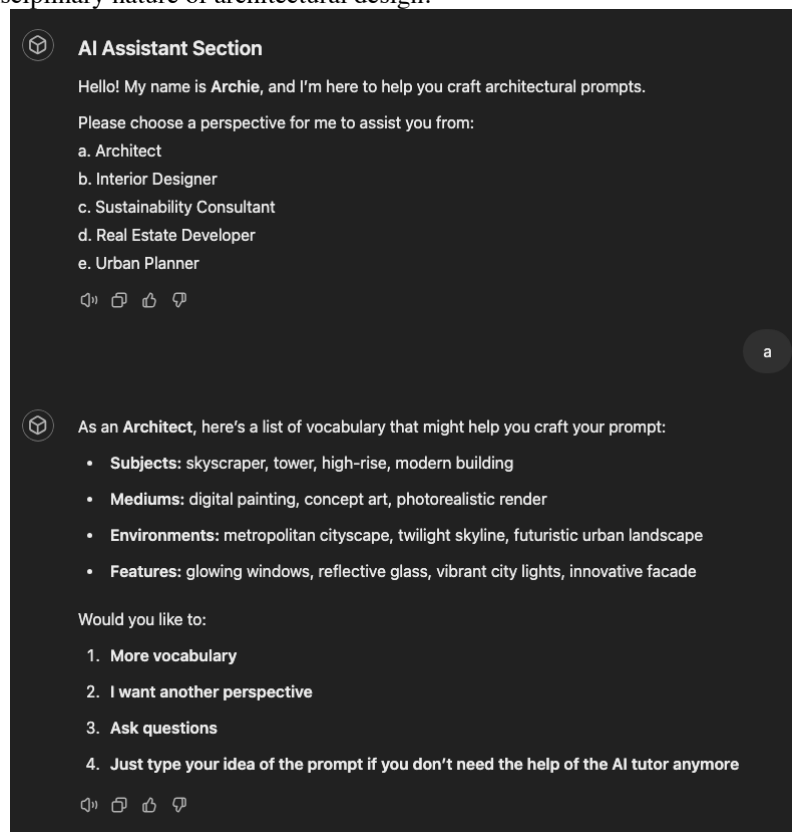 nature of architectural design.
AI Assistant Section
Hello! My name is Archie, and I'm here to help you craft architectural prompts.
Please choose a perspective for me to assist you from:
a. Architect
b. Interior Designer
c. Sustainability Consultant
d. Real Estate Developer
e. Urban Planner
a
As an Architect, here's a list of vocabulary that might help you craft your prompt:
• Subjects: skyscraper, tower, high-rise, modern building
• Mediums: digital painting, concept art, photorealistic render
• Environments: metropolitan cityscape, twilight skyline, futuristic urban landscape
• Features: glowing windows, reflective glass, vibrant city lights, innovative facade
Would you like to:
1. More vocabulary
2. I want another perspective
3. Ask questions
4. Just type your idea of the prompt if you don't need the help of the AI tutor anymore